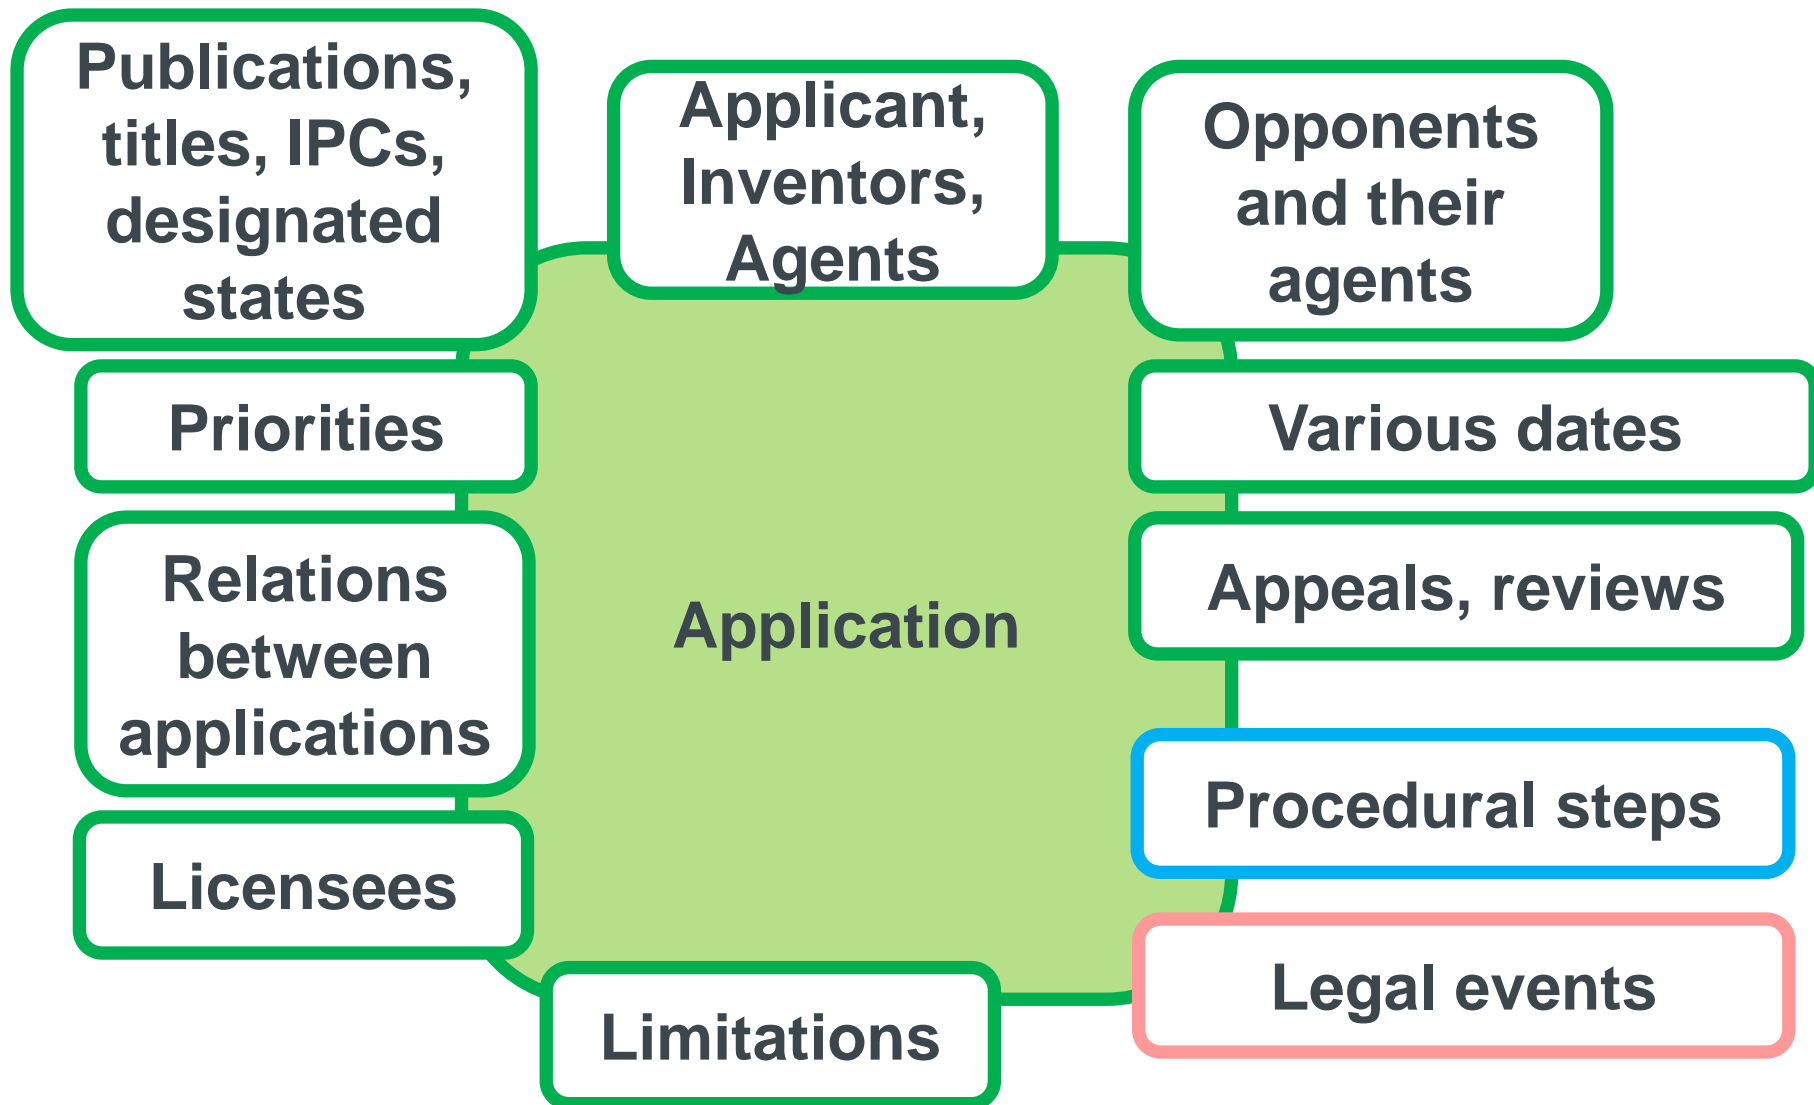 Publications,
titles, IPCs,
designated
states
Applicant,
Inventors,
Agents
Opponents
and their
agents
Priorities
Various dates
Relations
between
applications
Application
Appeals, reviews
Procedural steps
Licensees
Legal events
Limitations